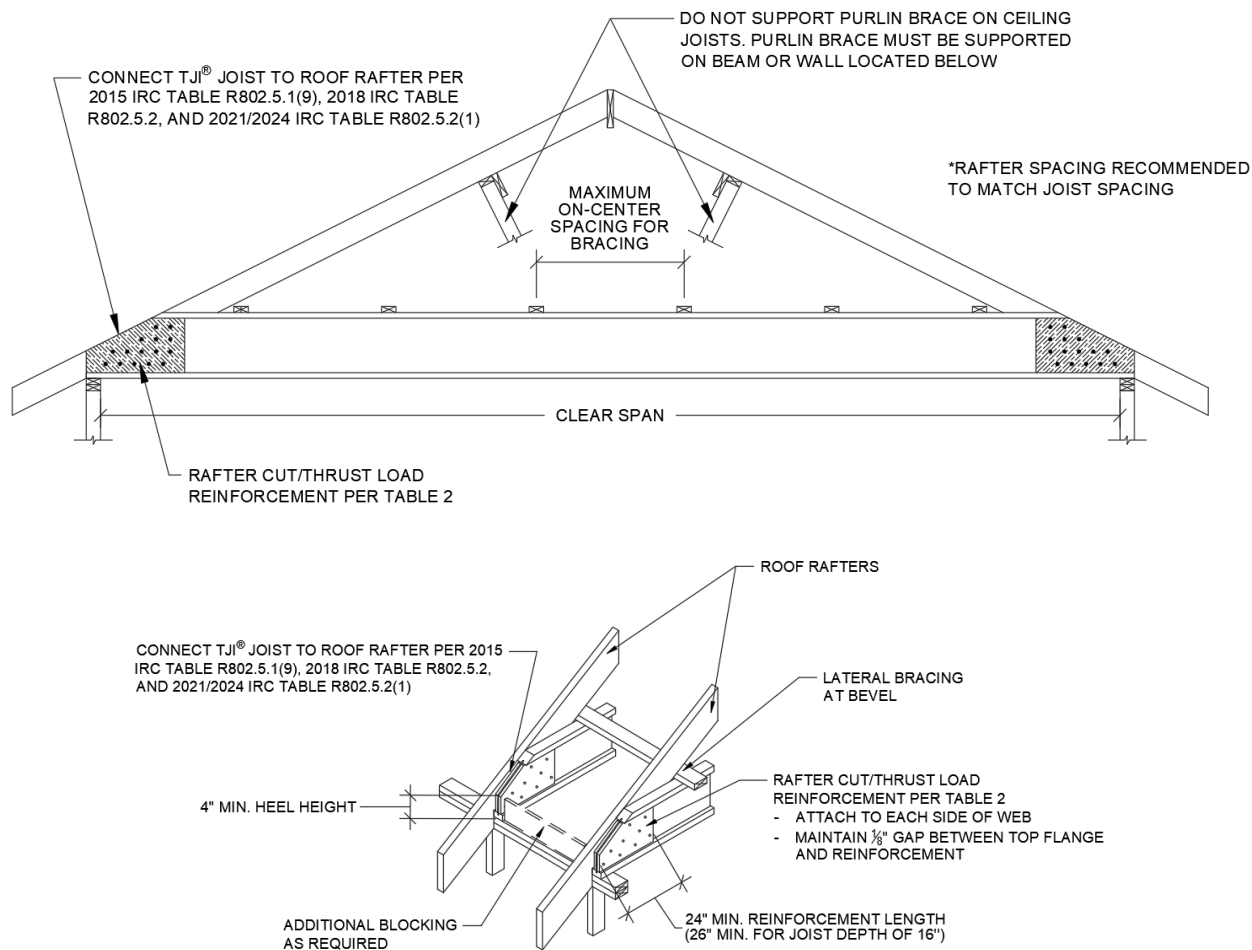 DO NOT SUPPORT PURLIN BRACE ON CEILING
JOISTS. PURLIN BRACE MUST BE SUPPORTED
ON BEAM OR WALL LOCATED BELOW
CONNECT TJI® JOIST TO ROOF RAFTER PER
2015 IRC TABLE R802.5.1(9), 2018 IRC TABLE
R802.5.2, AND 2021/2024 IRC TABLE R802.5.2(1)
*RAFTER SPACING RECOMMENDED
TO MATCH JOIST SPACING
MAXIMUM
ON-CENTER
SPACING FOR
BRACING
CLEAR SPAN
RAFTER CUT/THRUST LOAD
REINFORCEMENT PER TABLE 2
ROOF RAFTERS
CONNECT TJI® JOIST TO ROOF RAFTER PER 2015
IRC TABLE R802.5.1(9), 2018 IRC TABLE R802.5.2,
AND 2021/2024 IRC TABLE R802.5.2(1)
LATERAL BRACING
AT BEVEL
4" MIN. HEEL HEIGHT
RAFTER CUT/THRUST LOAD
REINFORCEMENT PER TABLE 2
- ATTACH TO EACH SIDE OF WEB
- MAINTAIN ⅛" GAP BETWEEN TOP FLANGE
AND REINFORCEMENT
ADDITIONAL BLOCKING
AS REQUIRED
24" MIN. REINFORCEMENT LENGTH
(26" MIN. FOR JOIST DEPTH OF 16")